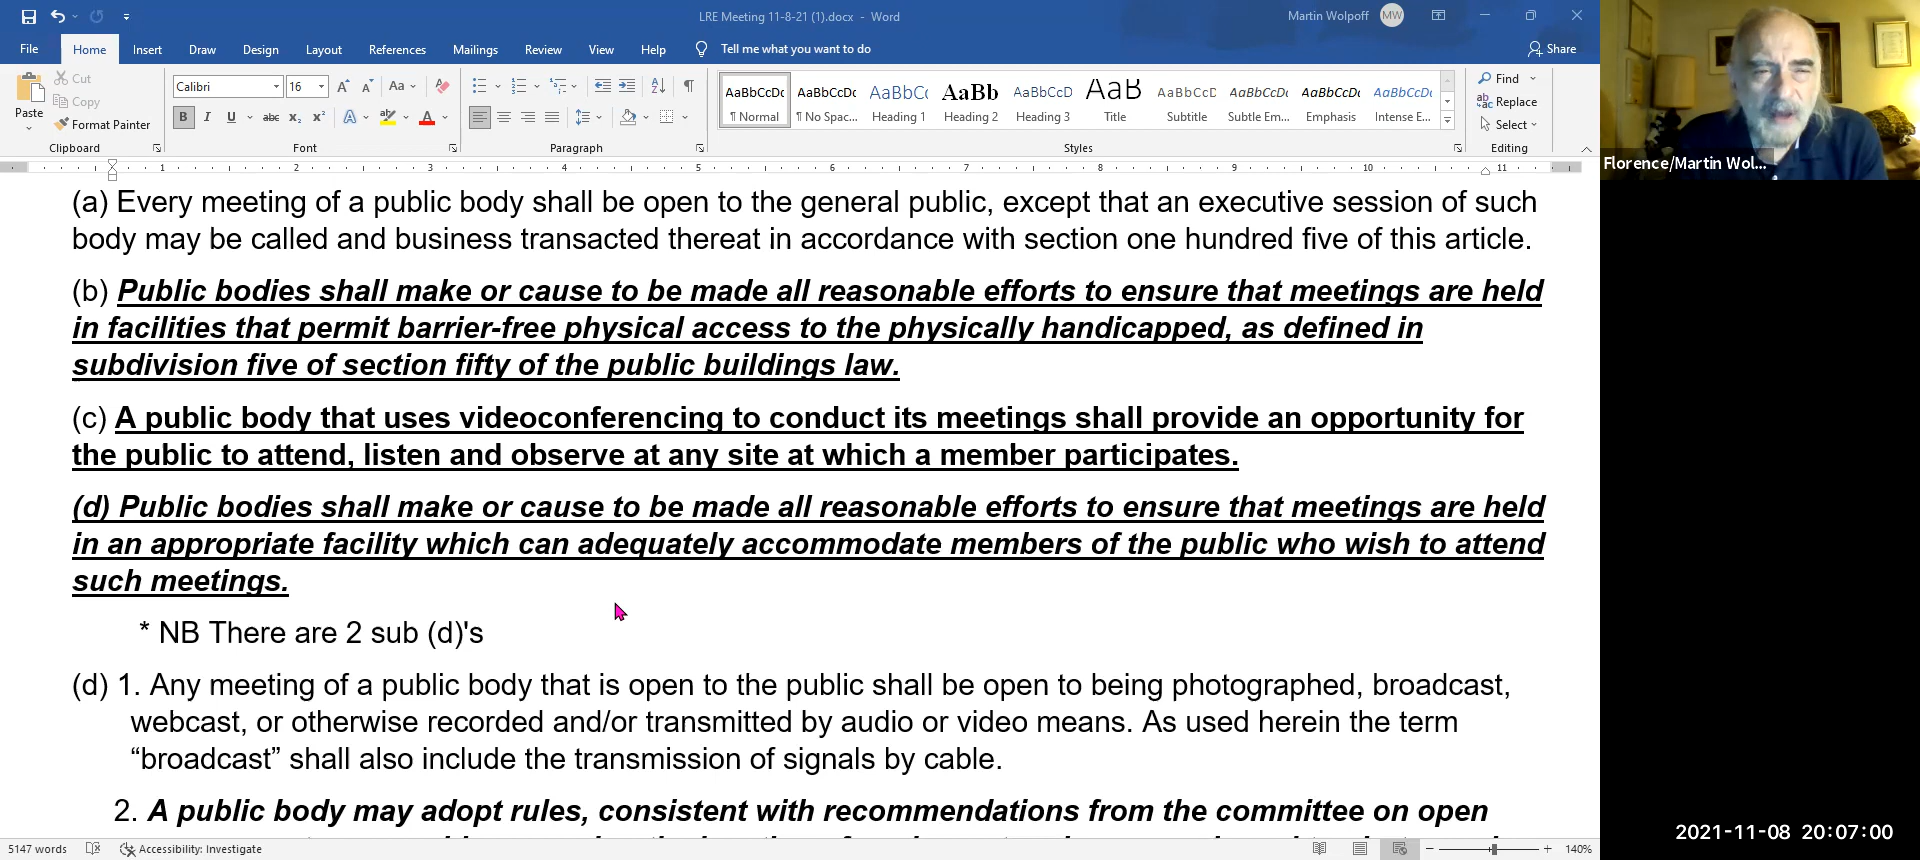 LRE Meeting 11-8-21 (1).docx - Word
Martin Wolpoff MW
File Home Insert Draw Design Layout References Mailings Review View Help Tell me what you want to do Share
Paste
Cut
Copy
Format Painter
Clipboard
Calibri 16
Font
Paragraph
AaBbCcDc AaBbCcDc AaBbCc AaBb AaBbCcD AaB AaBbCcD AaBbCcDc AaBbCcDc AaBbCcDc
¶ Normal ¶ No Spac... Heading 1 Heading 2 Heading 3 Title Subtitle Subtle Em... Emphasis Intense E...
Styles
Find
Replace
Select
Editing
1 2 3 4 5 6 7 8 9 10 11
Florence/Martin Wol...
(a) Every meeting of a public body shall be open to the general public, except that an executive session of such
body may be called and business transacted thereat in accordance with section one hundred five of this article.
(b) Public bodies shall make or cause to be made all reasonable efforts to ensure that meetings are held
in facilities that permit barrier-free physical access to the physically handicapped, as defined in
subdivision five of section fifty of the public buildings law.
(c) A public body that uses videoconferencing to conduct its meetings shall provide an opportunity for
the public to attend, listen and observe at any site at which a member participates.
(d) Public bodies shall make or cause to be made all reasonable efforts to ensure that meetings are held
in an appropriate facility which can adequately accommodate members of the public who wish to attend
such meetings.
* NB There are 2 sub (d)'s
(d) 1. Any meeting of a public body that is open to the public shall be open to being photographed, broadcast,
webcast, or otherwise recorded and/or transmitted by audio or video means. As used herein the term
“broadcast” shall also include the transmission of signals by cable.
2. A public body may adopt rules, consistent with recommendations from the committee on open
5147 words Accessibility: Investigate 140%
2021-11-08 20:07:00